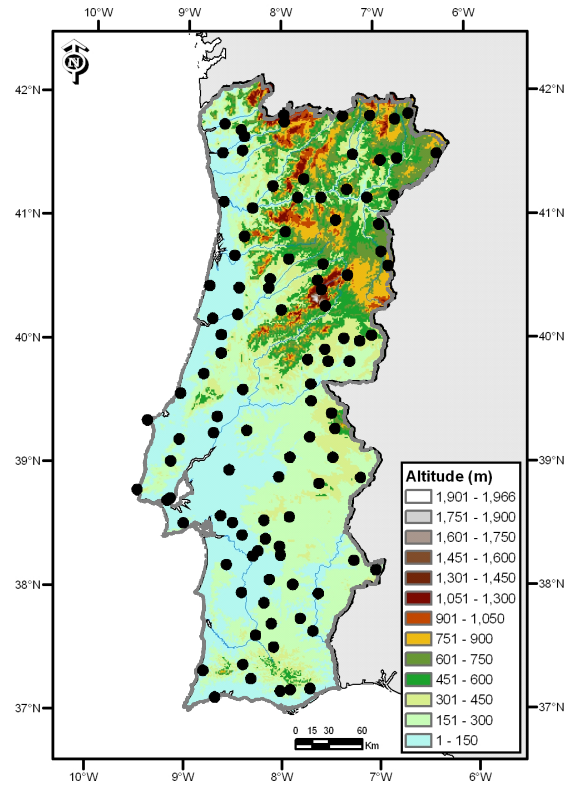 9°W 8°W 7°W 6°W
42°N 42°N
41°N 41°N
40°N 40°N
39°N 39°N
38°N 38°N
37°N 37°N
Altitude (m)
1,901 - 1,966
1,751 - 1,900
1,601 - 1,750
1,451 - 1,600
1,301 - 1,450
1,051 - 1,300
901 - 1,050
751 - 900
601 - 750
451 - 600
301 - 450
151 - 300
1 - 150
0 15 30 60
Km
10°W 9°W 8°W 7°W 6°W